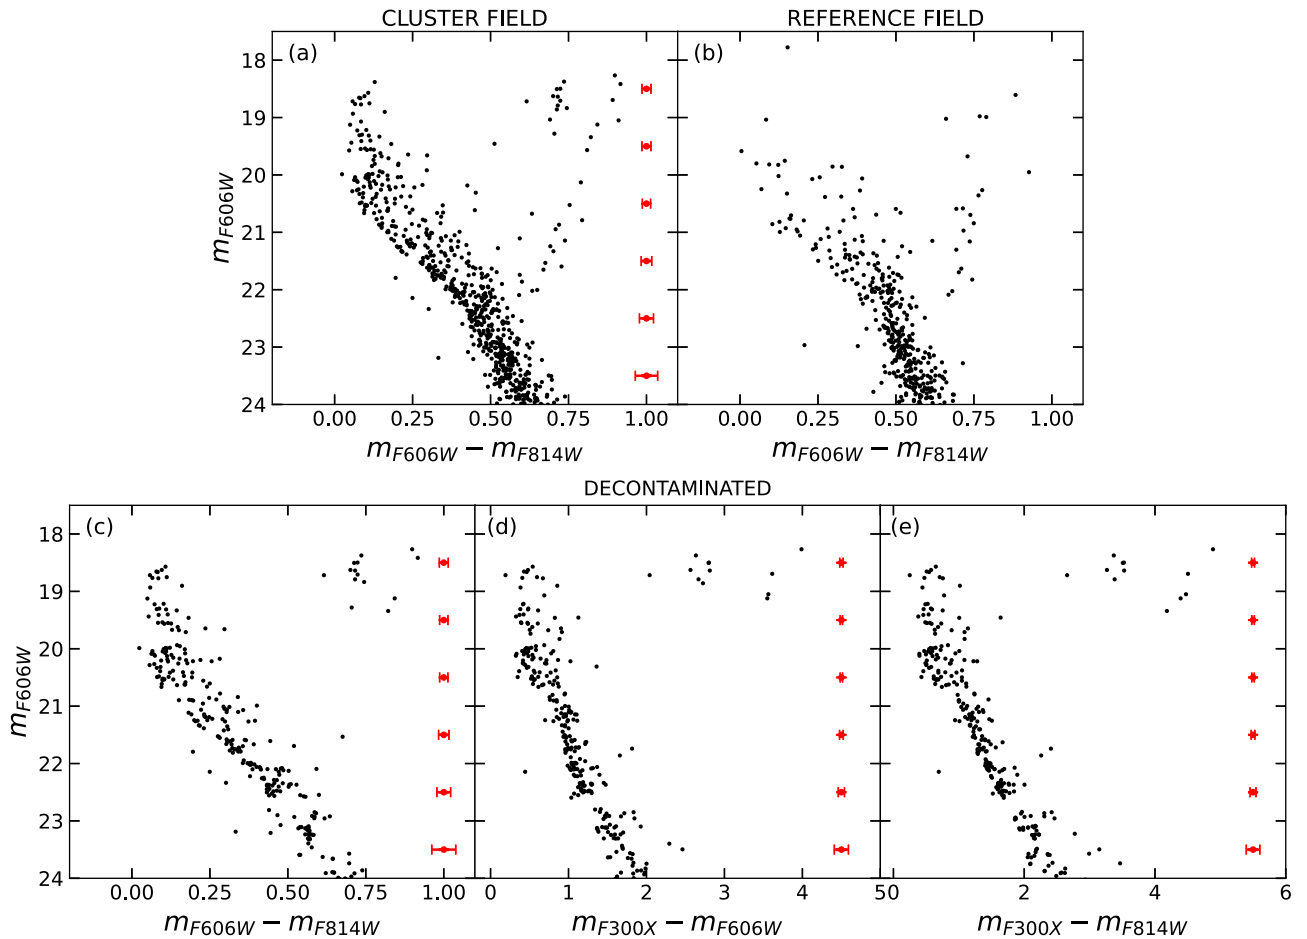 CLUSTER FIELD
REFERENCE FIELD
(a)
(b)
18
19
20
21
22
23
24
m_F606W
0.00 0.25 0.50 0.75 1.00
0.00 0.25 0.50 0.75 1.00
m_F606W − m_F814W
m_F606W − m_F814W
DECONTAMINATED
(c)
(d)
(e)
18
19
20
21
22
23
24
m_F606W
0.00 0.25 0.50 0.75 1.00
0 1 2 3 4 5
0 2 4 6
m_F606W − m_F814W
m_F300X − m_F606W
m_F300X − m_F814W